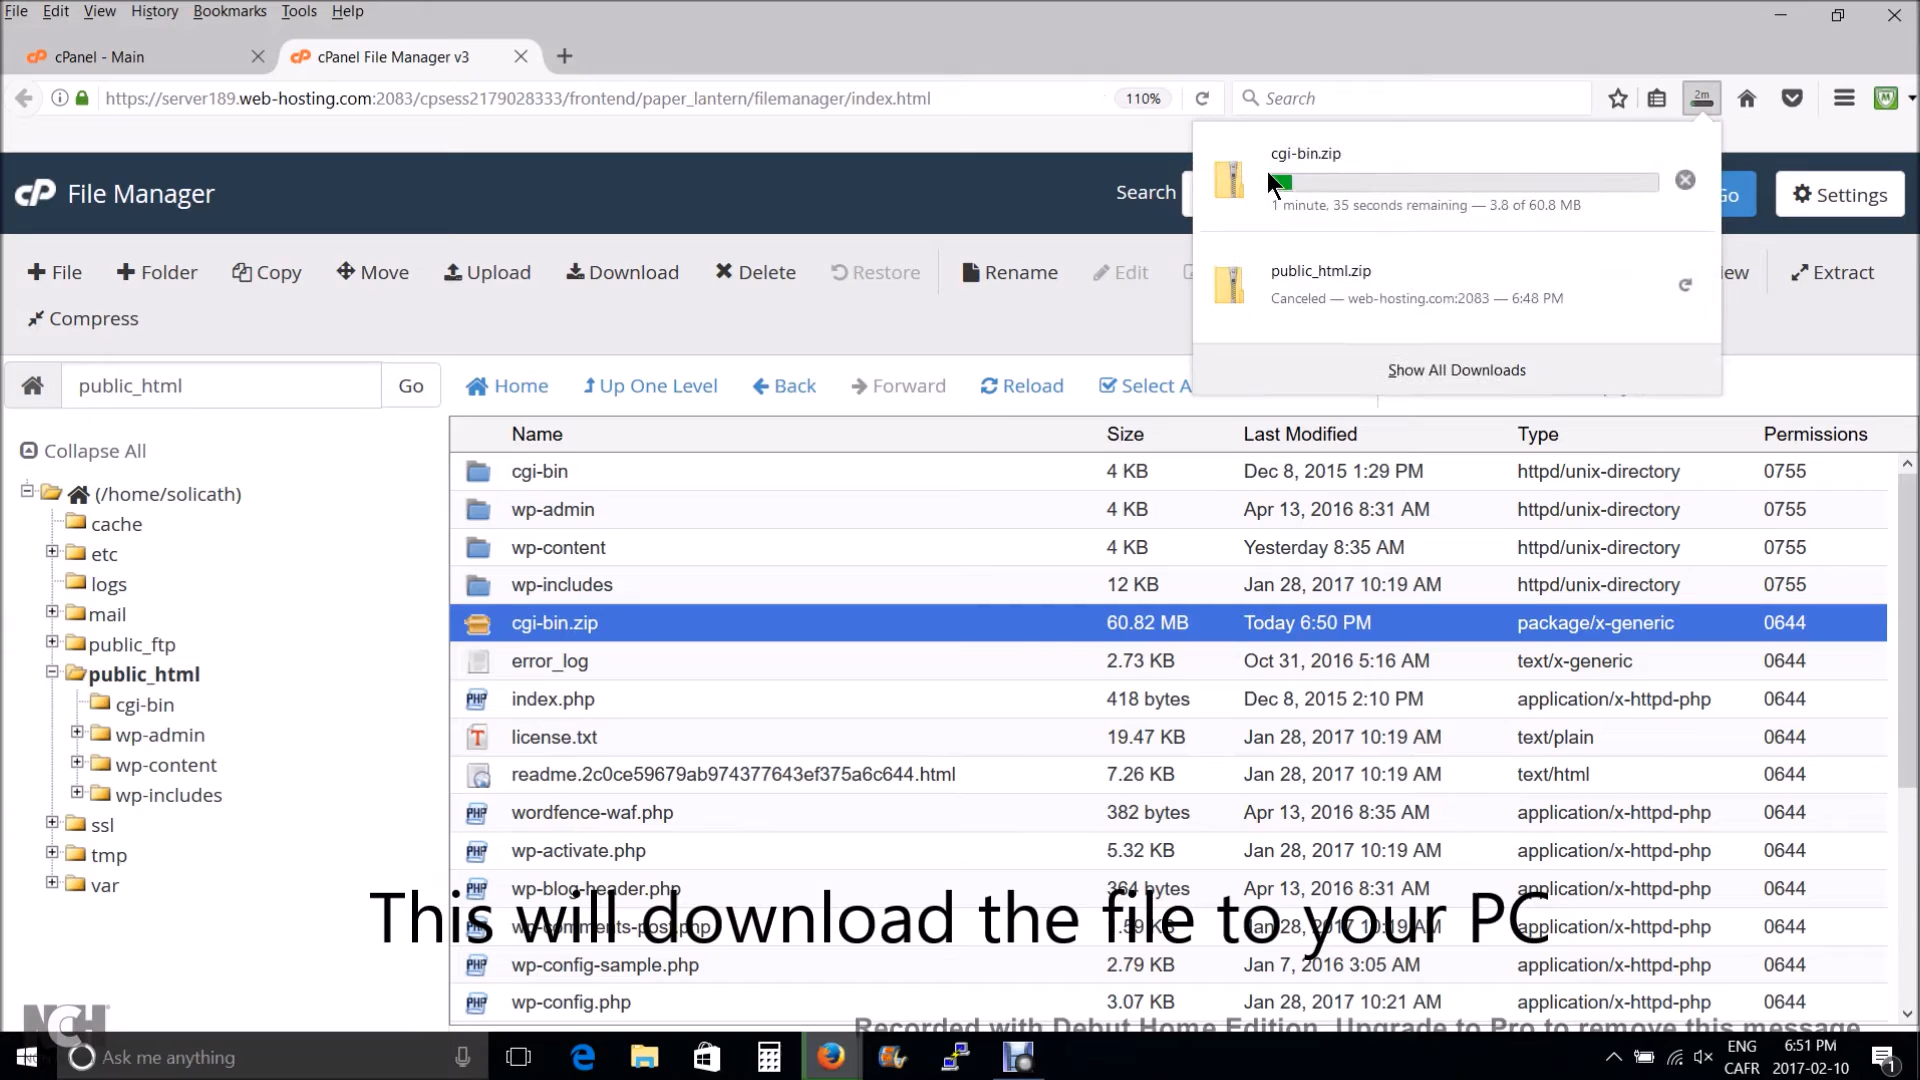 File Edit View History Bookmarks Tools Help
cPanel - Main
cPanel File Manager v3
https://server189.web-hosting.com:2083/cpsess2179028333/frontend/paper_lantern/filemanager/index.html 110% Search 2m
cgi-bin.zip
1 minute, 35 seconds remaining — 3.8 of 60.8 MB
public_html.zip
Canceled — web-hosting.com:2083 — 6:48 PM
Show All Downloads
cP File Manager Search Go Settings
File Folder Copy Move Upload Download Delete Restore Rename Edit Extract
Compress
public_html Go Home Up One Level Back Forward Reload Select A
Collapse All
(/home/solicath)
cache
etc
logs
mail
public_ftp
public_html
cgi-bin
wp-admin
wp-content
wp-includes
ssl
tmp
var
Name Size Last Modified Type Permissions
cgi-bin 4 KB Dec 8, 2015 1:29 PM httpd/unix-directory 0755
wp-admin 4 KB Apr 13, 2016 8:31 AM httpd/unix-directory 0755
wp-content 4 KB Yesterday 8:35 AM httpd/unix-directory 0755
wp-includes 12 KB Jan 28, 2017 10:19 AM httpd/unix-directory 0755
cgi-bin.zip 60.82 MB Today 6:50 PM package/x-generic 0644
error_log 2.73 KB Oct 31, 2016 5:16 AM text/x-generic 0644
index.php 418 bytes Dec 8, 2015 2:10 PM application/x-httpd-php 0644
license.txt 19.47 KB Jan 28, 2017 10:19 AM text/plain 0644
readme.2c0ce59679ab974377643ef375a6c644.html 7.26 KB Jan 28, 2017 10:19 AM text/html 0644
wordfence-waf.php 382 bytes Apr 13, 2016 8:35 AM application/x-httpd-php 0644
wp-activate.php 5.32 KB Jan 28, 2017 10:19 AM application/x-httpd-php 0644
wp-blog-header.php 364 bytes Apr 13, 2016 8:31 AM application/x-httpd-php 0644
wp-comments-post.php Jan 28, 2017 10:19 AM application/x-httpd-php 0644
This will download the file to your PC
wp-config-sample.php 2.79 KB Jan 7, 2016 3:05 AM application/x-httpd-php 0644
wp-config.php 3.07 KB Jan 28, 2017 10:21 AM application/x-httpd-php 0644
NCH
Recorded with Debut Home Edition. Upgrade to Pro to remove this message
Ask me anything
ENG 6:51 PM
CAFR 2017-02-10
1